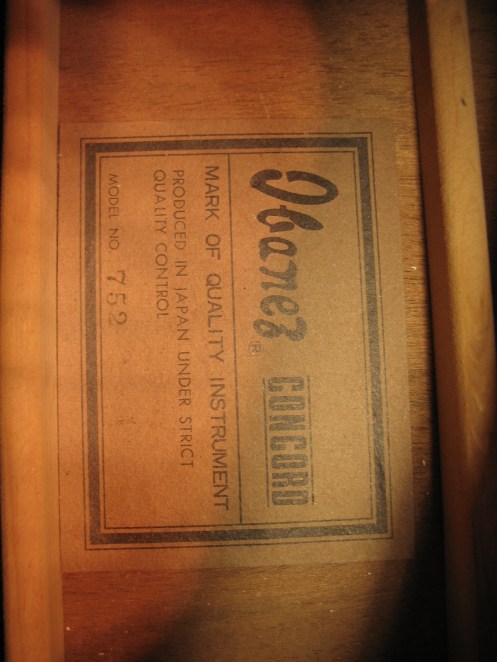 Ibanez® CONCORD
MARK OF QUALITY INSTRUMENT
PRODUCED IN JAPAN UNDER STRICT
QUALITY CONTROL
MODEL NO. 752